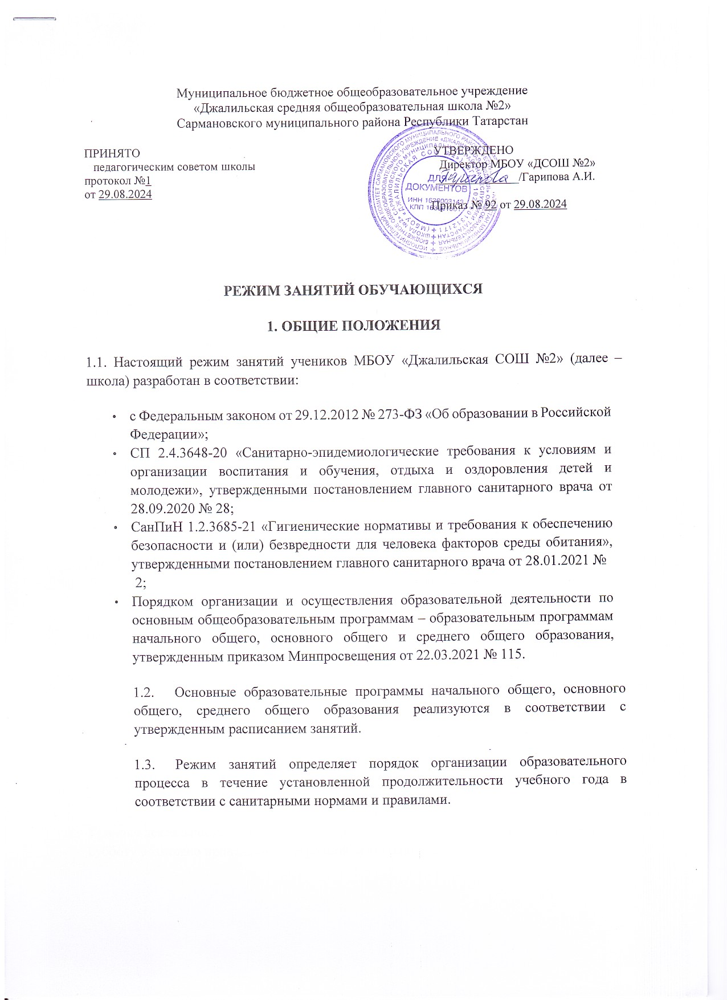 Муниципальное бюджетное общеобразовательное учреждение
«Джалильская средняя общеобразовательная школа №2»
Сармановского муниципального района Республики Татарстан
ПРИНЯТО
педагогическим советом школы
протокол №1
от 29.08.2024
УТВЕРЖДЕНО
Директор МБОУ «ДСОШ №2»
/Гарипова А.И.
Приказ № 92 от 29.08.2024
ДЛЯ
ДОКУМЕНТОВ
ИНН 1636003143
РЕЖИМ ЗАНЯТИЙ ОБУЧАЮЩИХСЯ
1. ОБЩИЕ ПОЛОЖЕНИЯ
1.1. Настоящий режим занятий учеников МБОУ «Джалильская СОШ №2» (далее –
школа) разработан в соответствии:
• с Федеральным законом от 29.12.2012 № 273-ФЗ «Об образовании в Российской
Федерации»;
• СП 2.4.3648-20 «Санитарно-эпидемиологические требования к условиям и
организации воспитания и обучения, отдыха и оздоровления детей и
молодежи», утвержденными постановлением главного санитарного врача от
28.09.2020 № 28;
• СанПиН 1.2.3685-21 «Гигиенические нормативы и требования к обеспечению
безопасности и (или) безвредности для человека факторов среды обитания»,
утвержденными постановлением главного санитарного врача от 28.01.2021 №
2;
• Порядком организации и осуществления образовательной деятельности по
основным общеобразовательным программам – образовательным программам
начального общего, основного общего и среднего общего образования,
утвержденным приказом Минпросвещения от 22.03.2021 № 115.
1.2. Основные образовательные программы начального общего, основного
общего, среднего общего образования реализуются в соответствии с
утвержденным расписанием занятий.
1.3. Режим занятий определяет порядок организации образовательного
процесса в течение установленной продолжительности учебного года в
соответствии с санитарными нормами и правилами.